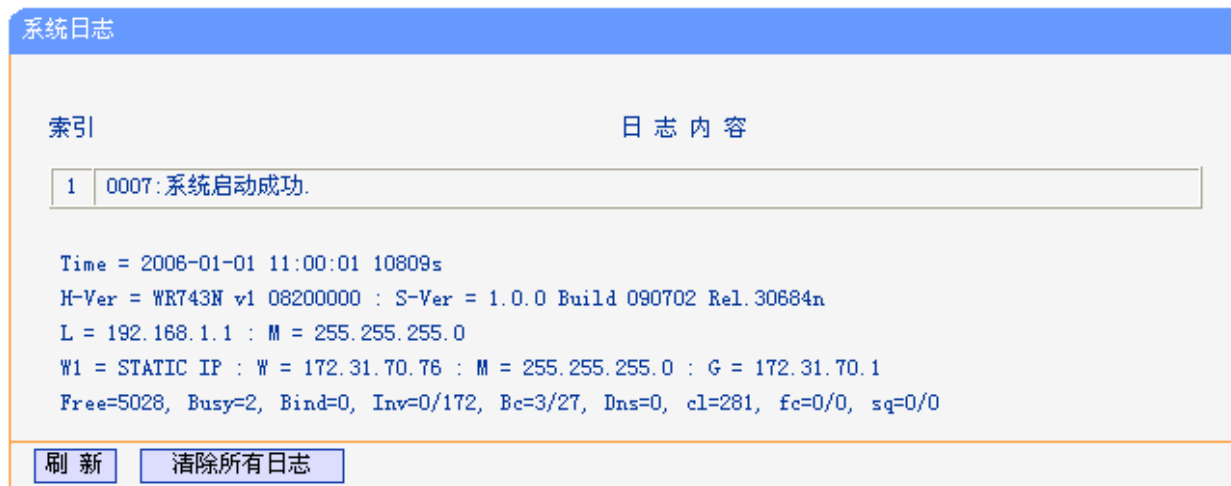 系统日志
索引 日 志 内 容
1 0007:系统启动成功.
Time = 2006-01-01 11:00:01 10809s
H-Ver = WR743N v1 08200000 : S-Ver = 1.0.0 Build 090702 Rel.30684n
L = 192.168.1.1 : M = 255.255.255.0
W1 = STATIC IP : W = 172.31.70.76 : M = 255.255.255.0 : G = 172.31.70.1
Free=5028, Busy=2, Bind=0, Inv=0/172, Bc=3/27, Dns=0, cl=281, fc=0/0, sq=0/0
刷 新 清除所有日志